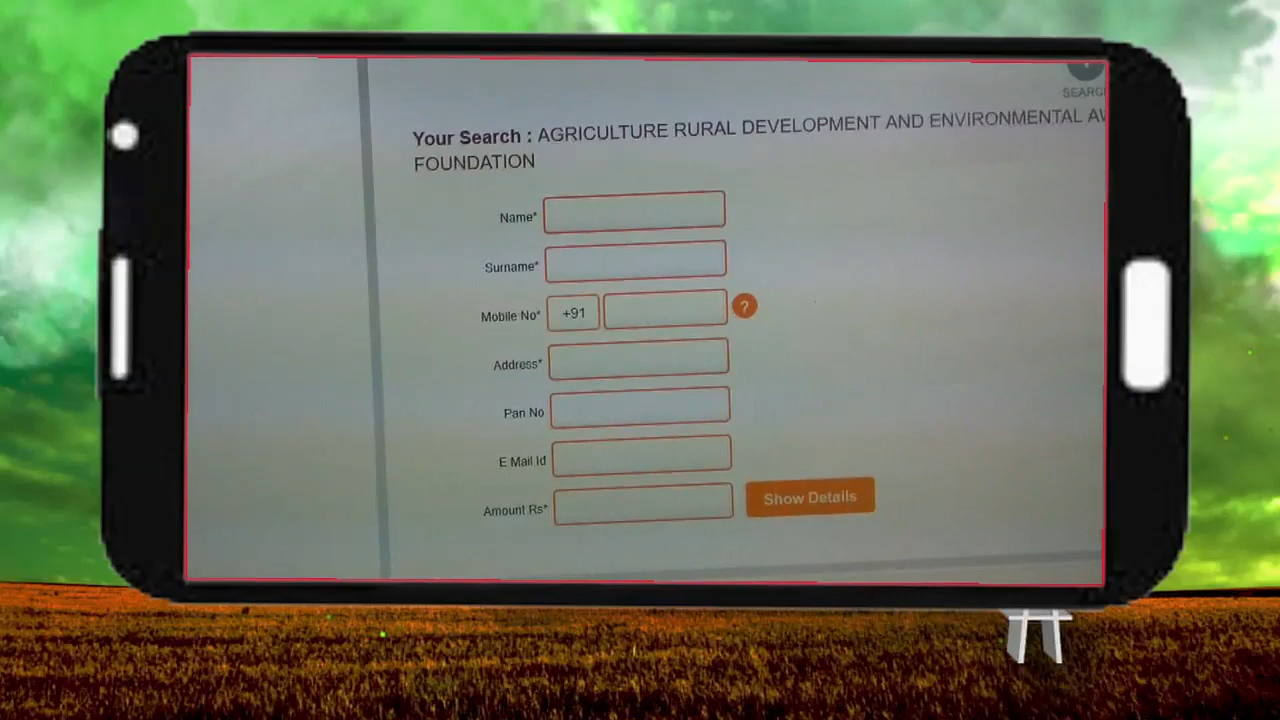 SEARC
Your Search : AGRICULTURE RURAL DEVELOPMENT AND ENVIRONMENTAL
FOUNDATION
Name*
Surname*
Mobile No* +91 ?
Address*
Pan No
E Mail Id
Amount Rs* Show Details